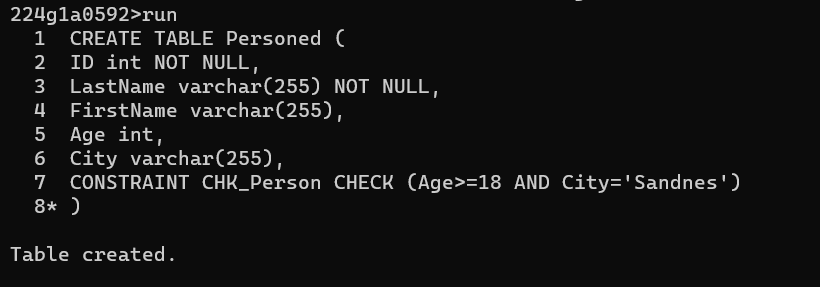 224g1a0592>run
  1  CREATE TABLE Personed (
  2  ID int NOT NULL,
  3  LastName varchar(255) NOT NULL,
  4  FirstName varchar(255),
  5  Age int,
  6  City varchar(255),
  7  CONSTRAINT CHK_Person CHECK (Age>=18 AND City='Sandnes')
  8* )
Table created.